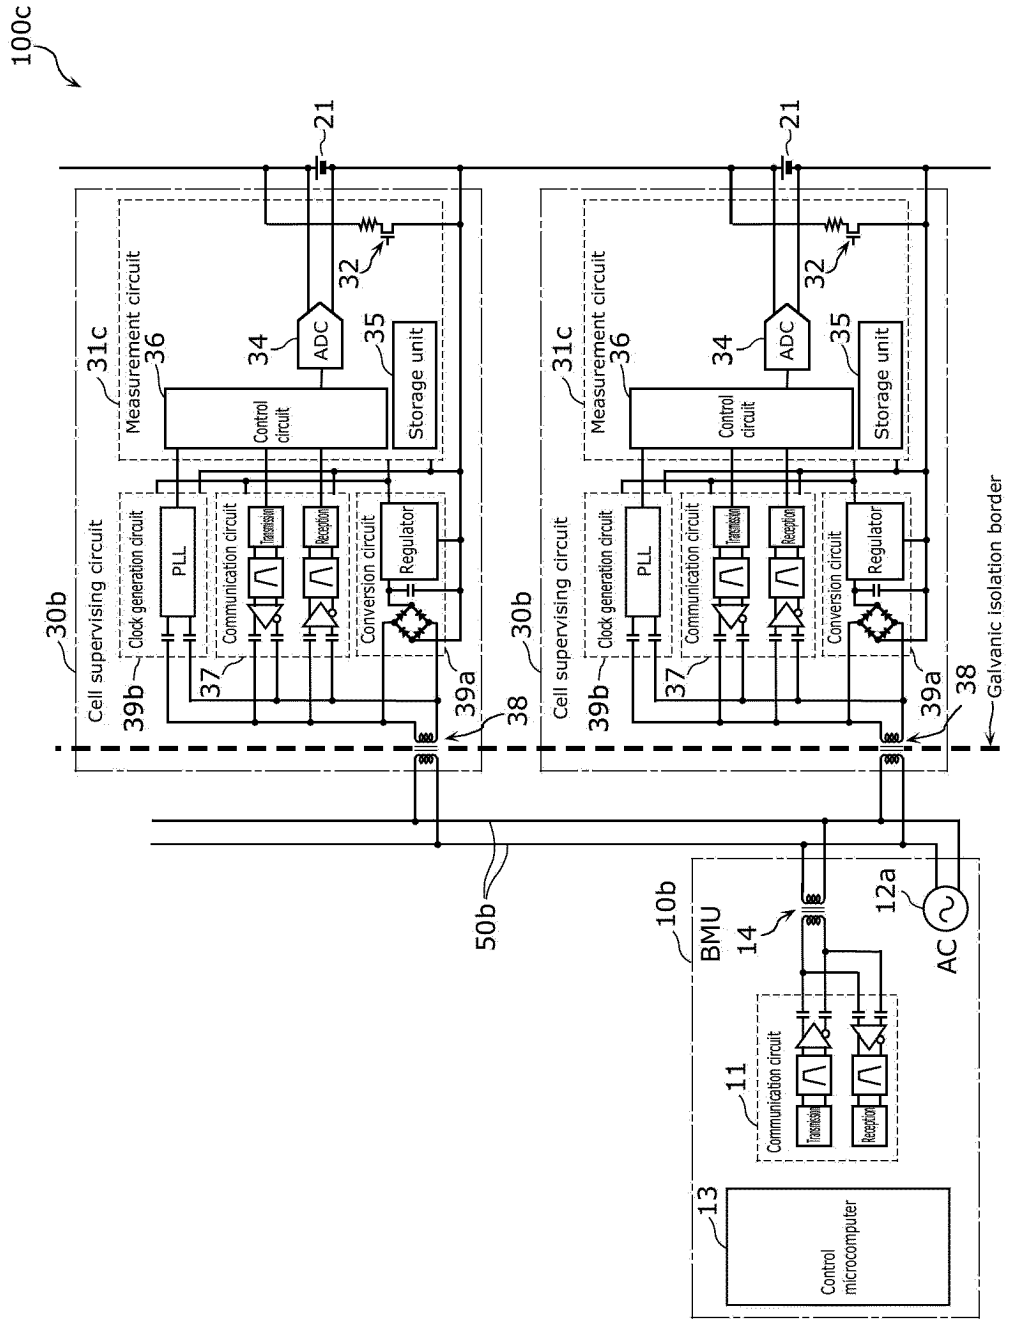 100c
30b
Cell supervising circuit
31c
Measurement circuit
36
Control
circuit
34
ADC
35
Storage unit
32
21
39b
Clock generation circuit
PLL
37
Communication circuit
Transmission
Reception
Conversion circuit
Regulator
39a
38
30b
Cell supervising circuit
31c
Measurement circuit
36
Control
circuit
34
ADC
35
Storage unit
32
21
39b
Clock generation circuit
PLL
37
Communication circuit
Transmission
Reception
Conversion circuit
Regulator
39a
38
Galvanic isolation border
50b
10b
BMU
14
12a
AC
11
Communication circuit
Transmission
Reception
13
Control
microcomputer